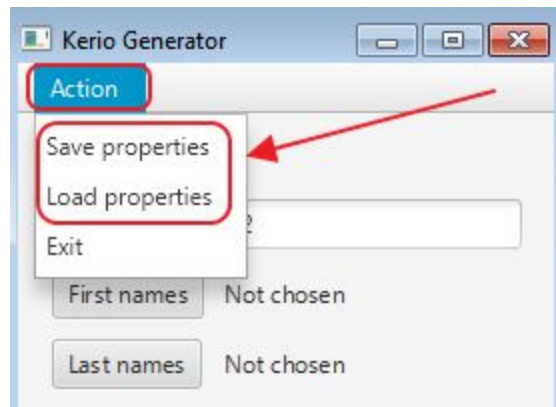 Kerio Generator
Action
Save properties
Load properties
Exit
First names Not chosen
Last names Not chosen